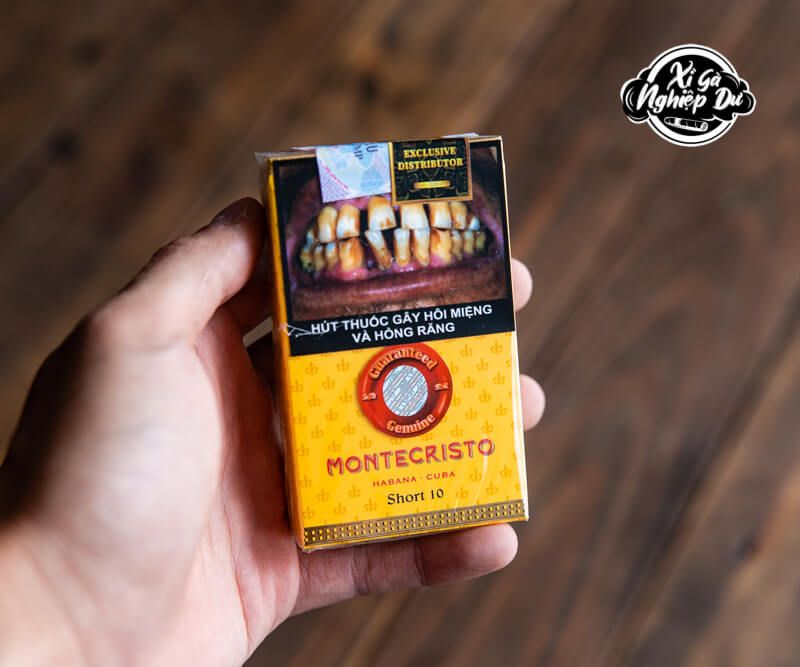 Xì Gà
Nghiệp Dư
EXCLUSIVE
DISTRIBUTOR
HÚT THUỐC GÂY HÔI MIỆNG
VÀ HỎNG RĂNG
Guaranteed
Genuine
MONTECRISTO
HABANA · CUBA
Short 10